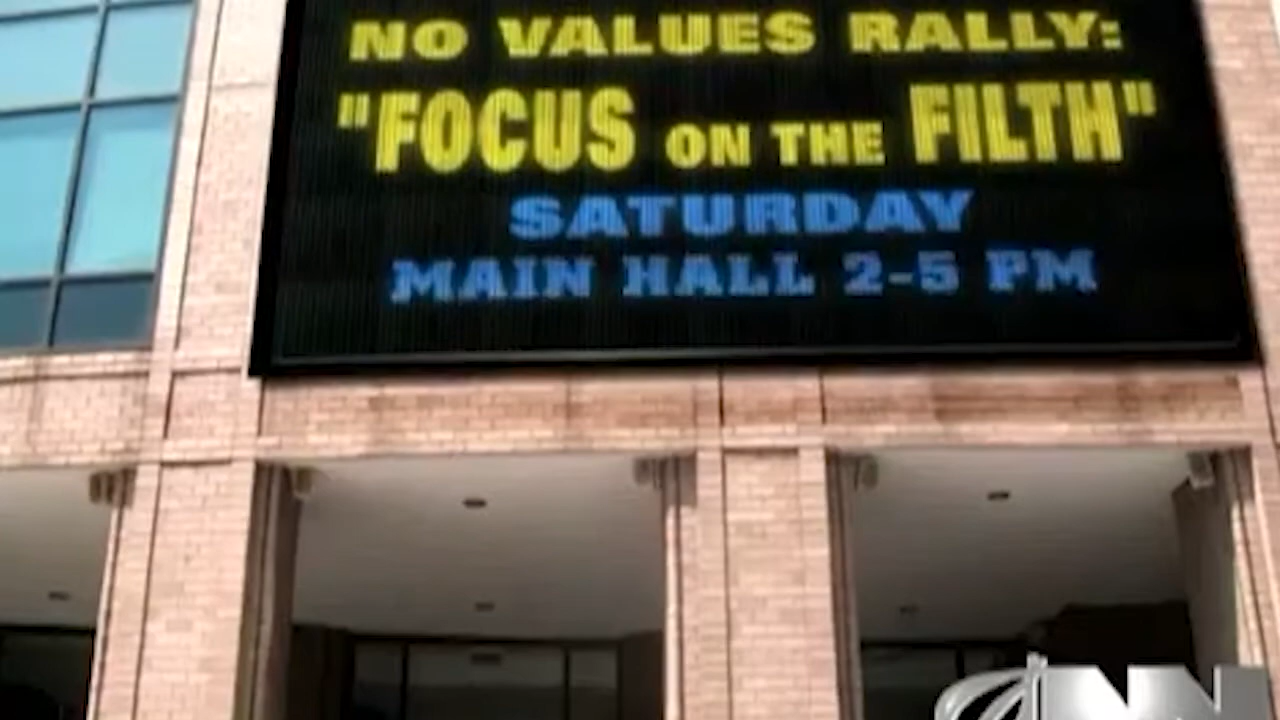 NO VALUES RALLY:
"FOCUS ON THE FILTH"
SATURDAY
MAIN HALL 2-5 PM